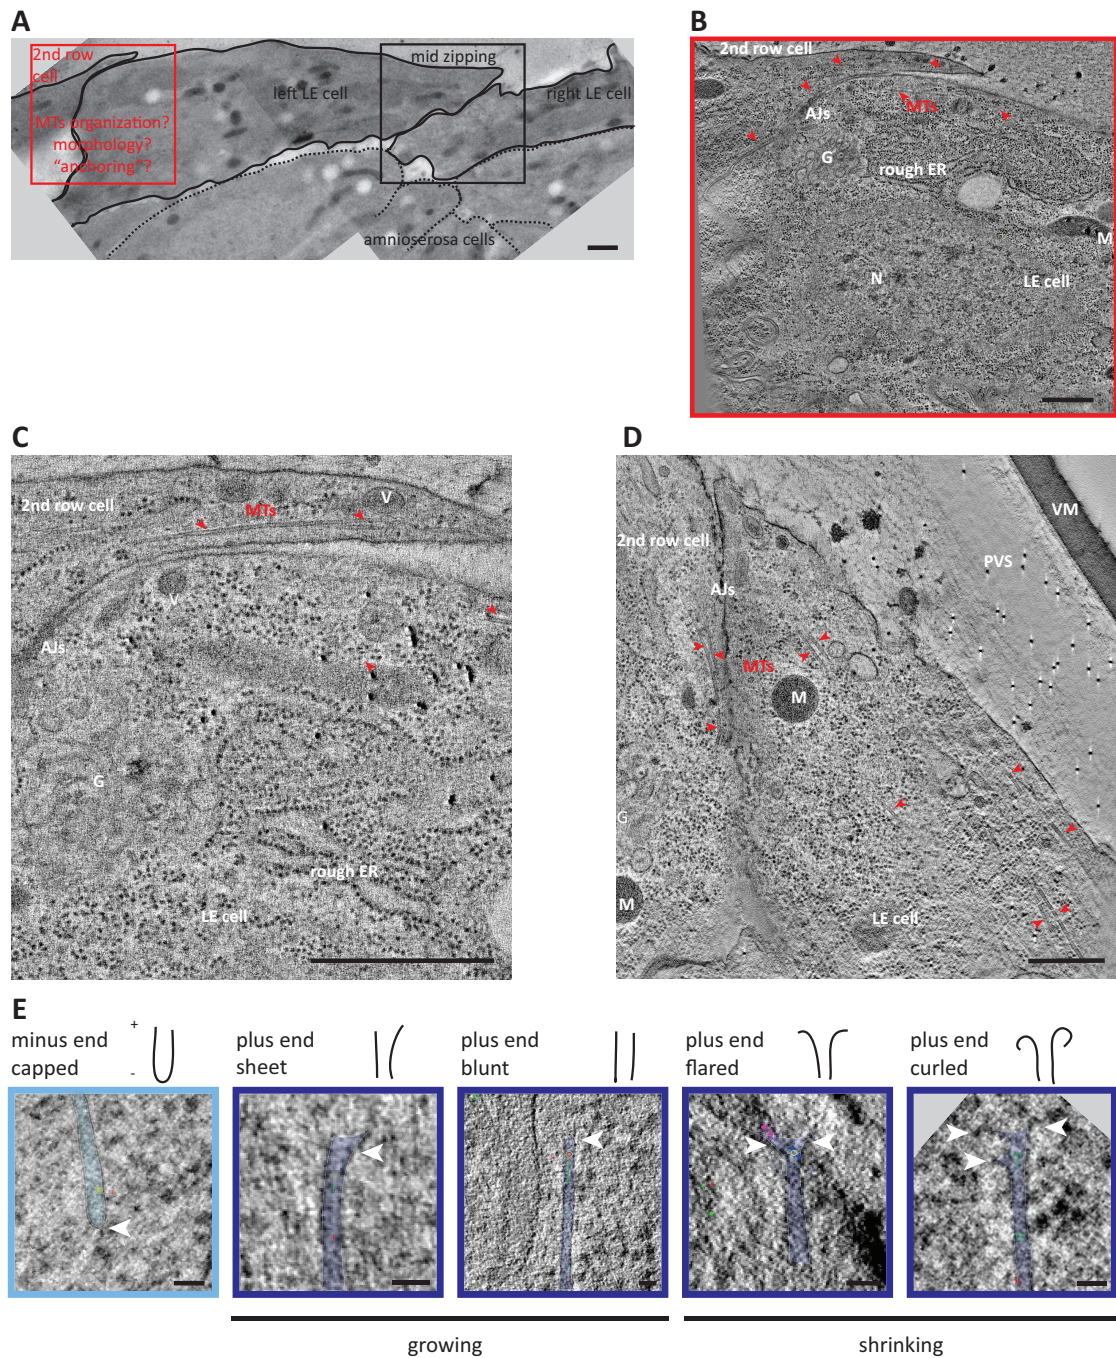 A
2nd row
cell
mid zipping
left LE cell
right LE cell
MTs organization?
morphology?
“anchoring”?
amnioserosa cells
B
2nd row cell
MTs
AJs
G
rough ER
M
N
LE cell
C
2nd row cell
V
MTs
V
AJs
G
rough ER
LE cell
D
VM
PVS
2nd row cell
AJs
MTs
M
G
M
LE cell
E
minus end
capped
+
-
plus end
sheet
plus end
blunt
plus end
flared
plus end
curled
growing
shrinking